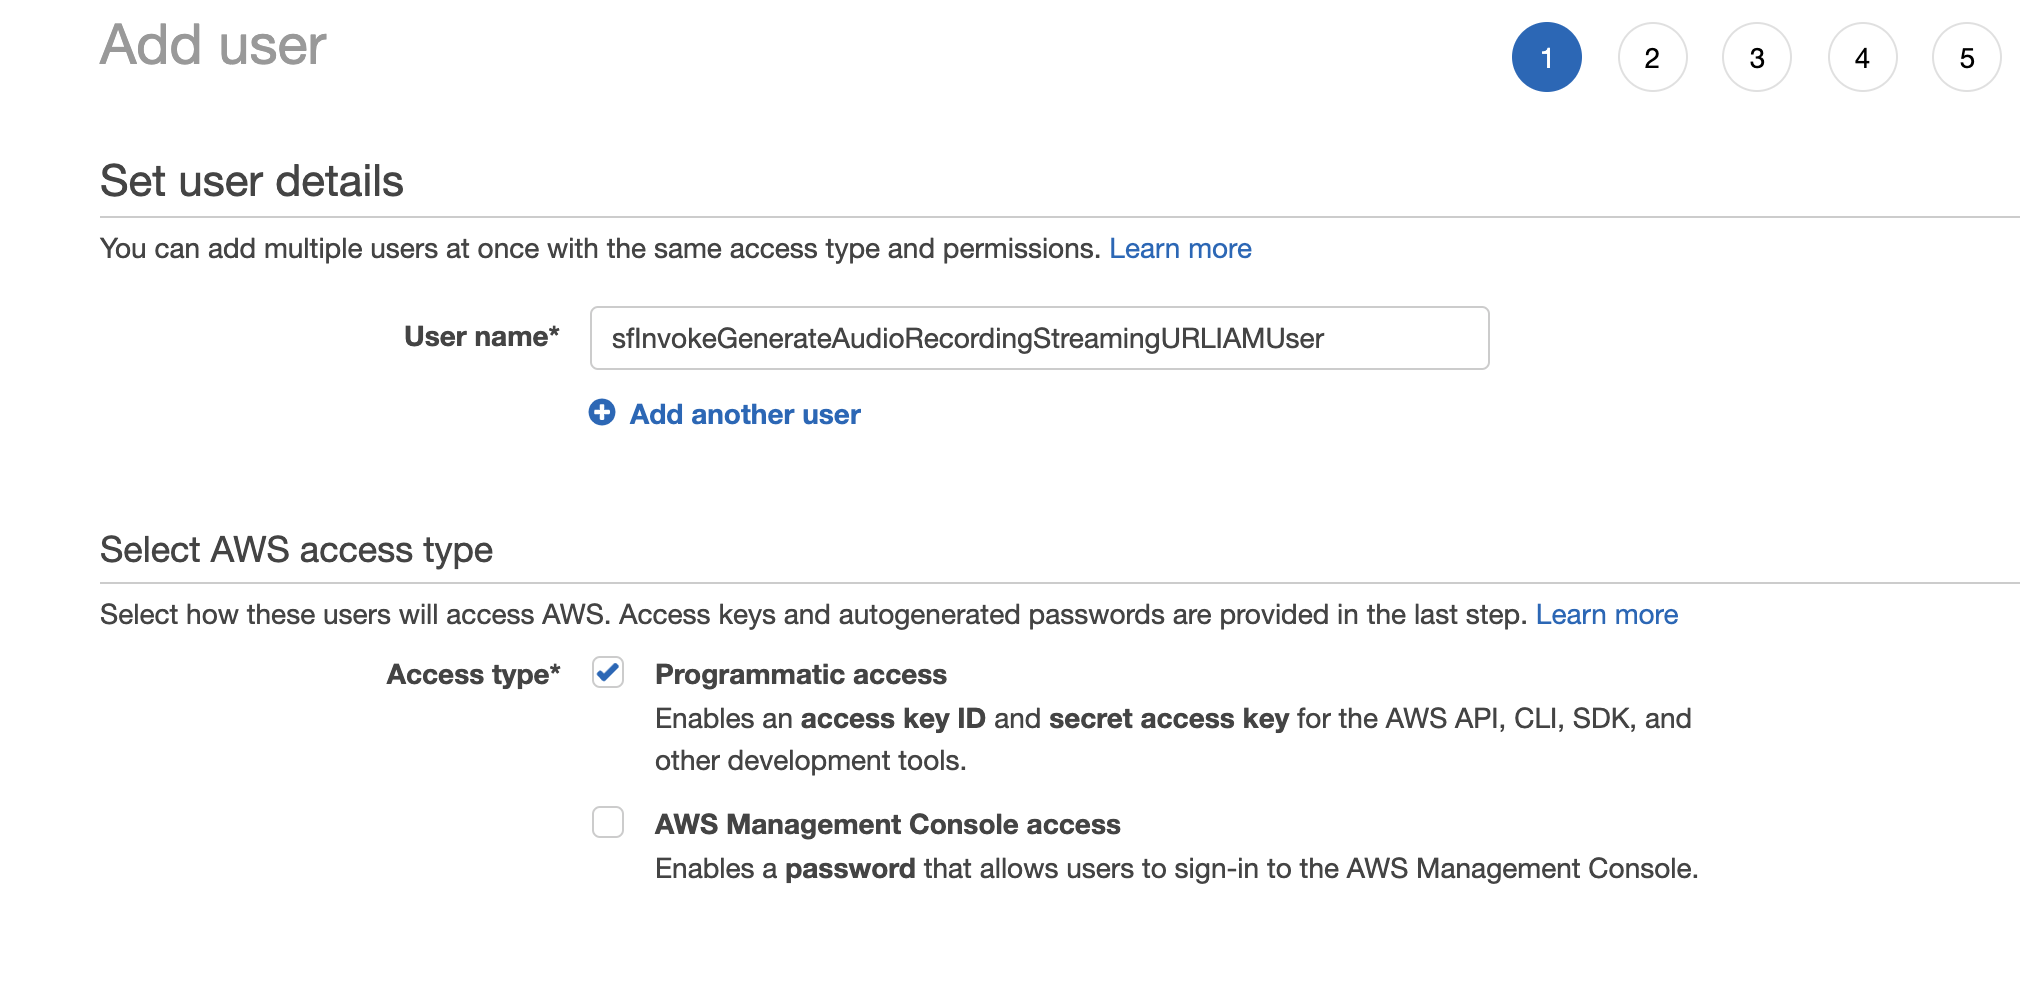 Add user
1 2 3 4 5
Set user details
You can add multiple users at once with the same access type and permissions. Learn more
User name* sfInvokeGenerateAudioRecordingStreamingURLIAMUser
Add another user
Select AWS access type
Select how these users will access AWS. Access keys and autogenerated passwords are provided in the last step. Learn more
Access type* Programmatic access
Enables an access key ID and secret access key for the AWS API, CLI, SDK, and
other development tools.
AWS Management Console access
Enables a password that allows users to sign-in to the AWS Management Console.